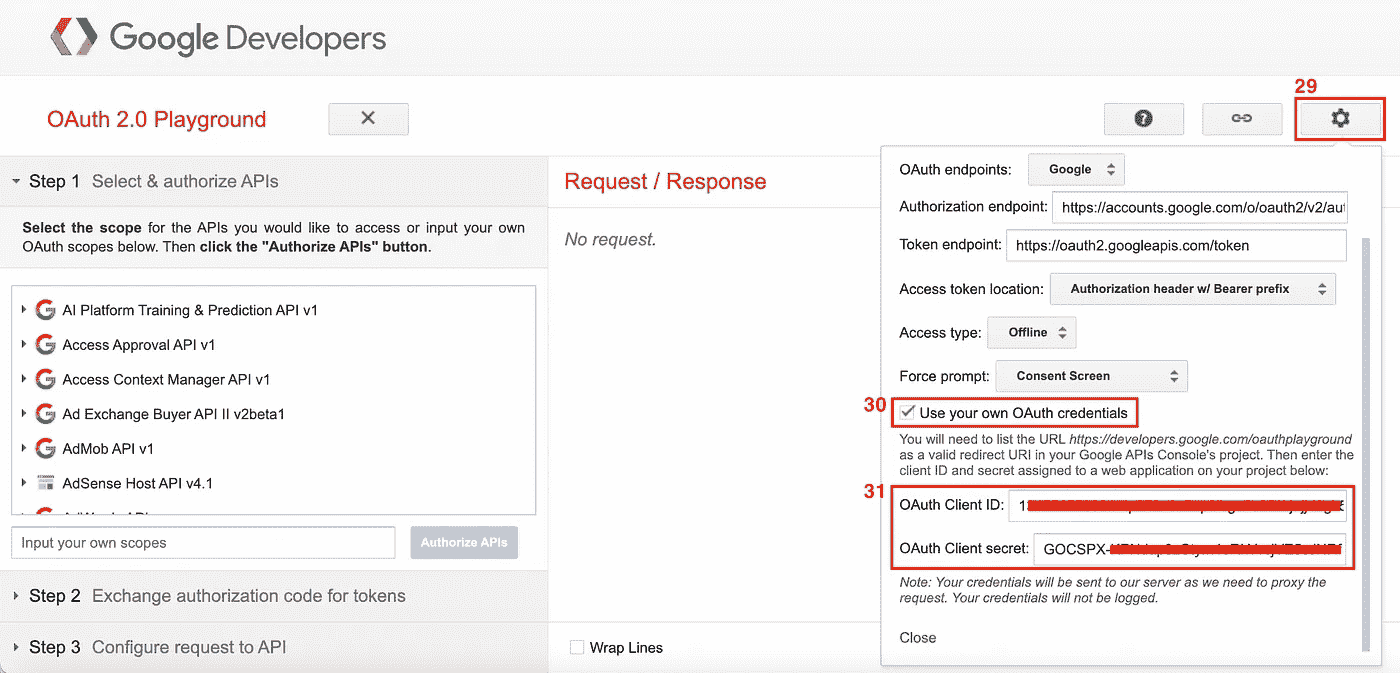 Google Developers
29
OAuth 2.0 Playground
Step 1 Select & authorize APIs
Select the scope for the APIs you would like to access or input your own
OAuth scopes below. Then click the "Authorize APIs" button.
AI Platform Training & Prediction API v1
Access Approval API v1
Access Context Manager API v1
Ad Exchange Buyer API II v2beta1
AdMob API v1
AdSense Host API v4.1
Input your own scopes
Authorize APIs
Step 2 Exchange authorization code for tokens
Step 3 Configure request to API
Request / Response
No request.
Wrap Lines
OAuth endpoints: Google
Authorization endpoint: https://accounts.google.com/o/oauth2/v2/aut
Token endpoint: https://oauth2.googleapis.com/token
Access token location: Authorization header w/ Bearer prefix
Access type: Offline
Force prompt: Consent Screen
30
Use your own OAuth credentials
You will need to list the URL https://developers.google.com/oauthplayground
as a valid redirect URI in your Google APIs Console's project. Then enter the
client ID and secret assigned to a web application on your project below:
31
OAuth Client ID:
OAuth Client secret: GOCSPX-
Note: Your credentials will be sent to our server as we need to proxy the
request. Your credentials will not be logged.
Close